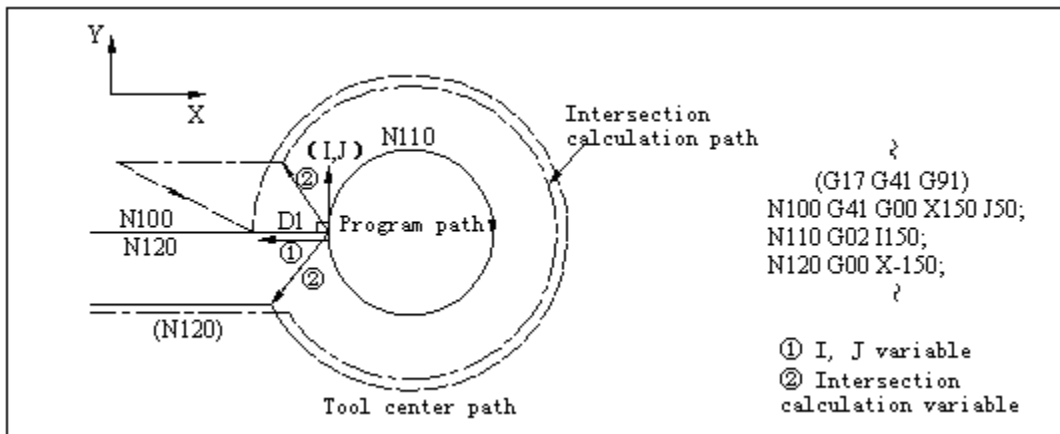 Y
X
N110
(I,J)
②
N100
D1
Program path
N120
①
②
(N120)
Tool center path
Intersection
calculation path
~
(G17 G41 G91)
N100 G41 G00 X150 J50;
N110 G02 I150;
N120 G00 X-150;
~
① I, J variable
② Intersection
calculation variable